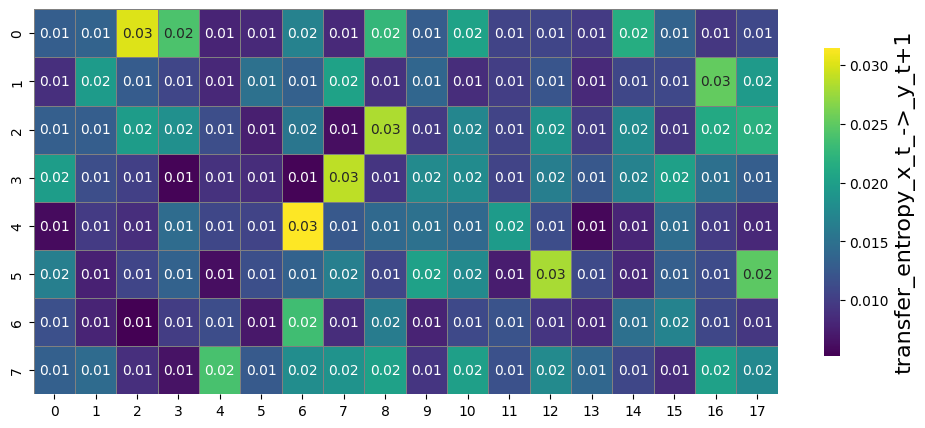 0 0.01 0.01 0.03 0.02 0.01 0.01 0.02 0.01 0.02 0.01 0.02 0.01 0.01 0.01 0.02 0.01 0.01 0.01
1 0.01 0.02 0.01 0.01 0.01 0.01 0.01 0.02 0.01 0.01 0.01 0.01 0.01 0.01 0.01 0.01 0.03 0.02
2 0.01 0.01 0.02 0.02 0.01 0.01 0.02 0.01 0.03 0.01 0.02 0.01 0.02 0.01 0.02 0.01 0.02 0.02
3 0.02 0.01 0.01 0.01 0.01 0.01 0.01 0.03 0.01 0.02 0.02 0.01 0.02 0.01 0.02 0.02 0.01 0.01
4 0.01 0.01 0.01 0.01 0.01 0.01 0.03 0.01 0.01 0.01 0.01 0.02 0.01 0.01 0.01 0.01 0.01 0.01
5 0.02 0.01 0.01 0.01 0.01 0.01 0.01 0.02 0.01 0.02 0.02 0.01 0.03 0.01 0.01 0.01 0.01 0.02
6 0.01 0.01 0.01 0.01 0.01 0.01 0.02 0.01 0.02 0.01 0.01 0.01 0.01 0.01 0.01 0.02 0.01 0.01
7 0.01 0.01 0.01 0.01 0.02 0.01 0.02 0.02 0.02 0.01 0.02 0.01 0.02 0.01 0.01 0.01 0.02 0.02
0 1 2 3 4 5 6 7 8 9 10 11 12 13 14 15 16 17
0.030
0.025
0.020
0.015
0.010
transfer_entropy_x_t_-> _y_t+1